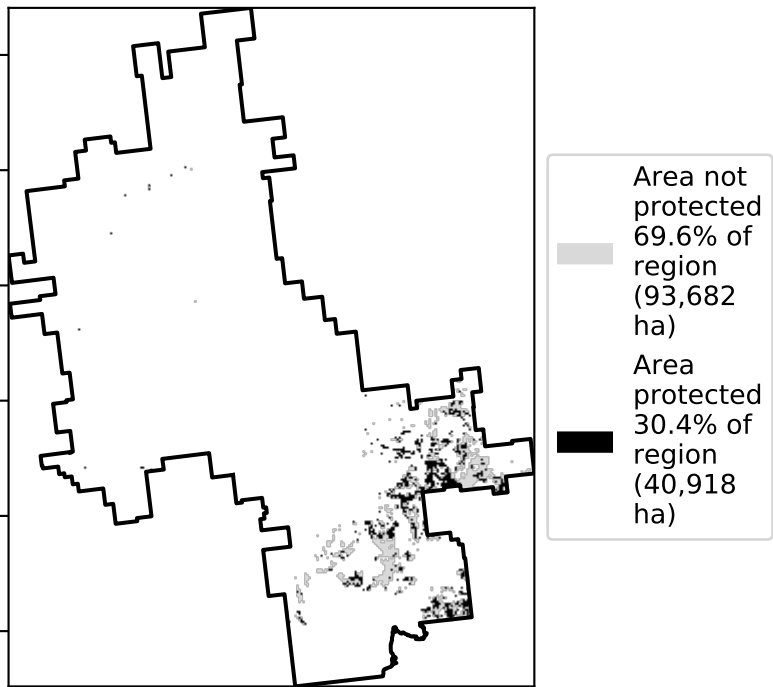 Area not
protected
69.6% of
region
(93,682
ha)
Area
protected
30.4% of
region
(40,918
ha)